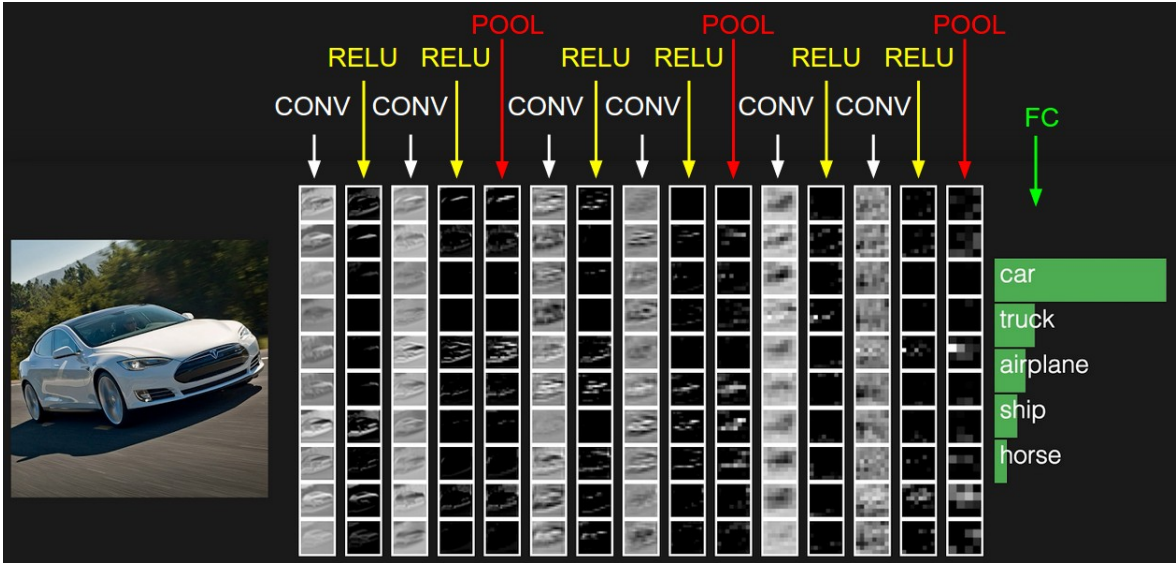 POOL POOL POOL
RELU RELU RELU RELU RELU RELU
CONV CONV CONV CONV CONV CONV
FC
car
truck
airplane
ship
horse